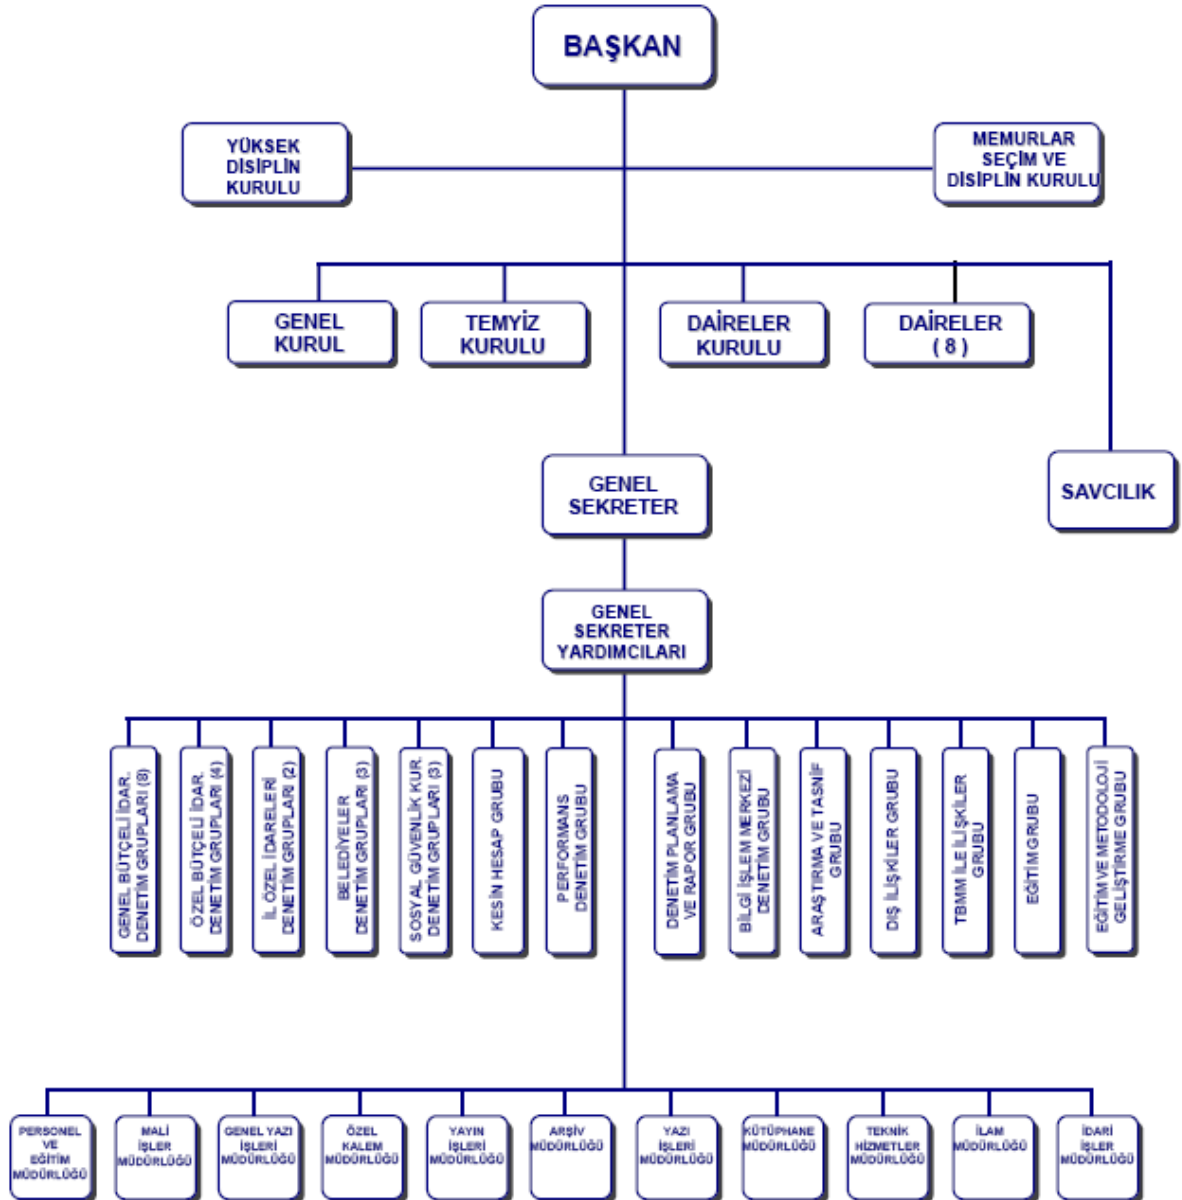 BAŞKAN
YÜKSEK
DISIPLIN
KURULU
MEMURLAR
SEÇİM VE
DİSİPLİN KURULU
GENEL
KURUL
TEMYİZ
KURULU
DAİRELER
KURULU
DAİRELER
( 8 )
GENEL
SEKRETER
SAVCILIK
GENEL
SEKRETER
YARDIMCILARI
GENEL BÜTÇELİ İDAR.
DENETİM GRUPLARI (8)
ÖZEL BÜTÇELİ İDAR.
DENETİM GRUPLARI (4)
İL ÖZEL İDARELERİ
DENETİM GRUPLARI (2)
BELEDİYELER
DENETİM GRUPLARI (3)
SOSYAL GÜVENLİK KUR.
DENETİM GRUPLARI (3)
KESİN HESAP GRUBU
PERFORMANS
DENETİM GRUBU
DENETİM PLANLAMA
VE RAPOR GRUBU
BİLGİ İŞLEM MERKEZİ
DENETİM GRUBU
ARAŞTIRMA VE TASNİF
GRUBU
DIŞ İLİŞKİLER GRUBU
TBMM İLE İLİŞKİLER
GRUBU
EĞİTİM GRUBU
EĞİTİM VE METODOLOJİ
GELİŞTİRME GRUBU
PERSONEL
VE
EĞİTİM
MÜDÜRLÜĞÜ
MALİ
İŞLER
MÜDÜRLÜĞÜ
GENEL YAZI
İŞLERİ
MÜDÜRLÜĞÜ
ÖZEL
KALEM
MÜDÜRLÜĞÜ
YAYIN
İŞLERİ
MÜDÜRLÜĞÜ
ARŞİV
MÜDÜRLÜĞÜ
YAZI
İŞLERİ
MÜDÜRLÜĞÜ
KÜTÜPHANE
MÜDÜRLÜĞÜ
TEKNİK
HİZMETLER
MÜDÜRLÜĞÜ
İLAM
MÜDÜRLÜĞÜ
İDARİ
İŞLER
MÜDÜRLÜĞÜ